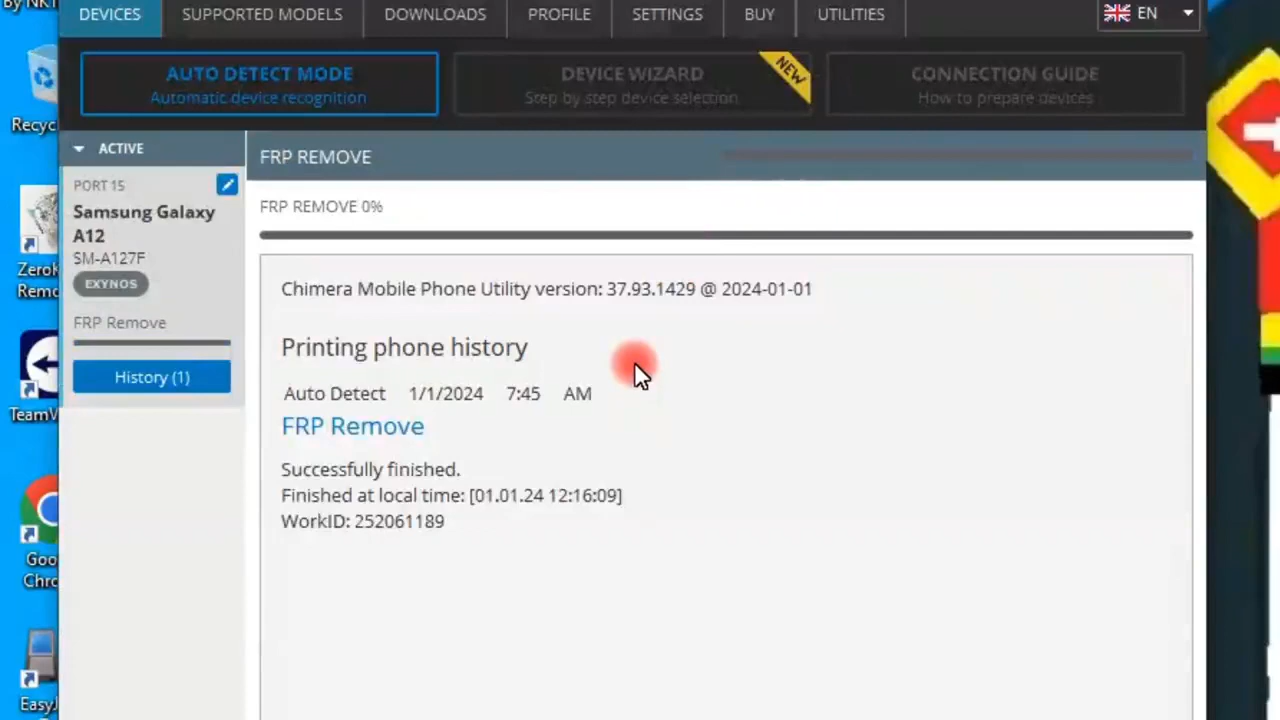 By NKT
DEVICES SUPPORTED MODELS DOWNLOADS PROFILE SETTINGS BUY UTILITIES EN
AUTO DETECT MODE
Automatic device recognition
DEVICE WIZARD
Step by step device selection
NEW
CONNECTION GUIDE
How to prepare devices
Recyc
ACTIVE
PORT 15
Samsung Galaxy
A12
SM-A127F
EXYNOS
FRP Remove
History (1)
FRP REMOVE
FRP REMOVE 0%
Chimera Mobile Phone Utility version: 37.93.1429 @ 2024-01-01
Printing phone history
Auto Detect 1/1/2024 7:45 AM
FRP Remove
Successfully finished.
Finished at local time: [01.01.24 12:16:09]
WorkID: 252061189
Remo
TeamV
Goo
Chro
EasyJ